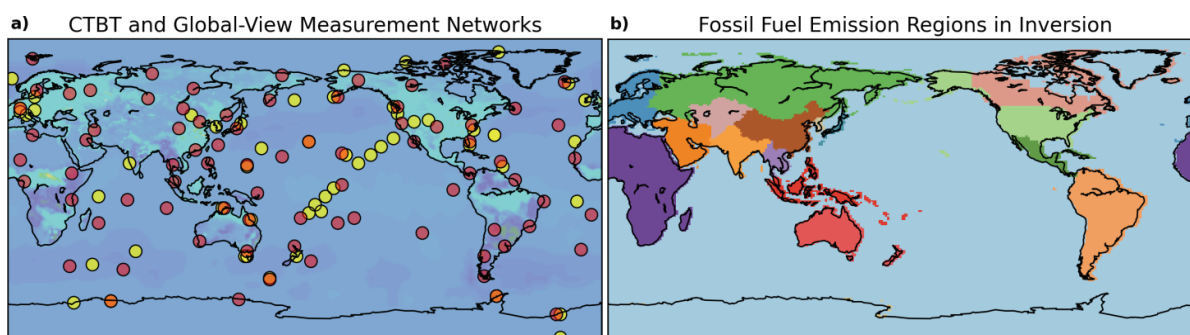 a) CTBT and Global-View Measurement Networks
b) Fossil Fuel Emission Regions in Inversion